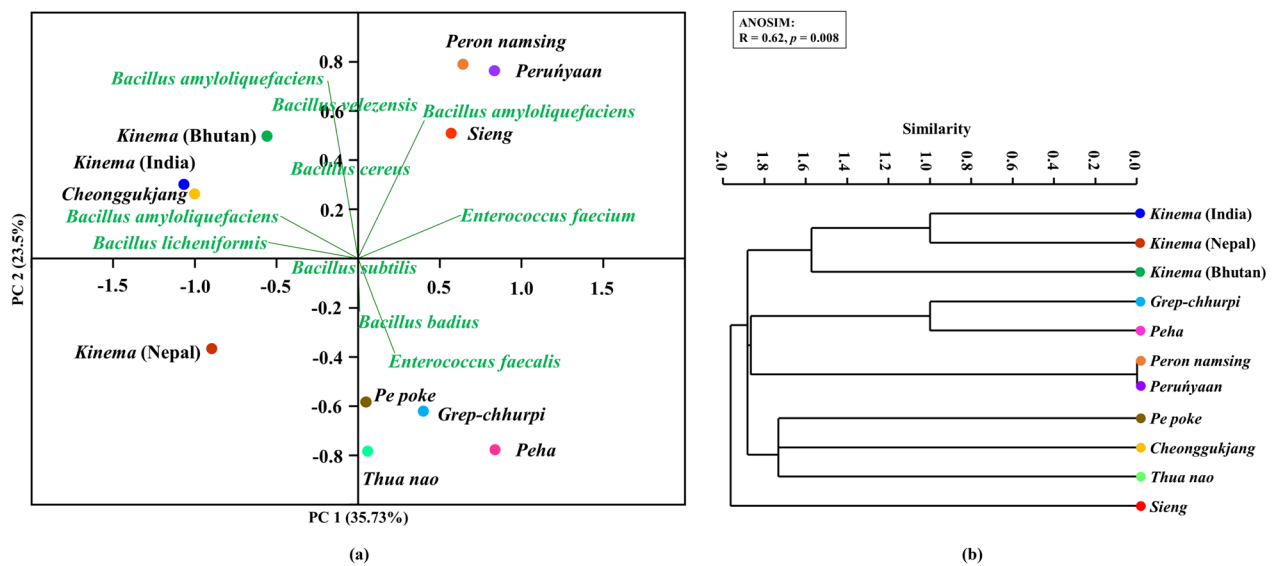 Peron namsing
Peruńyaan
Bacillus amyloliquefaciens
Bacillus velezensis
Bacillus amyloliquefaciens
Sieng
Kinema (Bhutan)
Kinema (India)
Bacillus cereus
Cheonggukjang
Bacillus amyloliquefaciens
Enterococcus faecium
Bacillus licheniformis
Bacillus subtilis
Bacillus badius
Kinema (Nepal)
Enterococcus faecalis
Pe poke
Grep-chhurpi
Peha
Thua nao
0.8
0.6
0.4
0.2
-0.2
-0.4
-0.6
-0.8
-1.5
-1.0
-0.5
0.5
1.0
1.5
PC 2 (23.5%)
PC 1 (35.73%)
(a)
ANOSIM:
R = 0.62, p = 0.008
Similarity
2.0
1.8
1.6
1.4
1.2
1.0
0.8
0.6
0.4
0.2
0.0
Kinema (India)
Kinema (Nepal)
Kinema (Bhutan)
Grep-chhurpi
Peha
Peron namsing
Peruńyaan
Pe poke
Cheonggukjang
Thua nao
Sieng
(b)